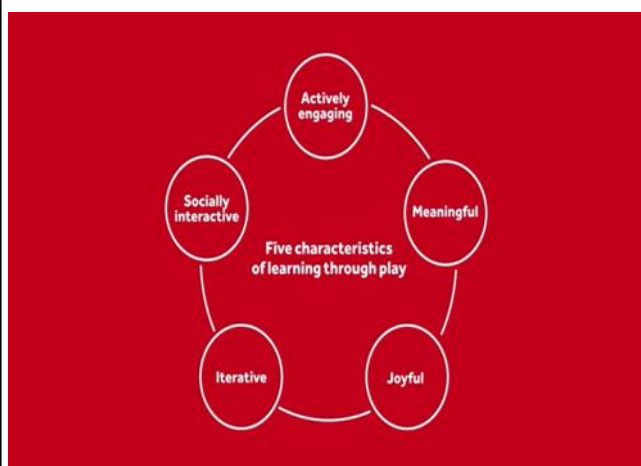 Actively
engaging
Socially
interactive
Meaningful
Five characteristics
of learning through play
Iterative
Joyful